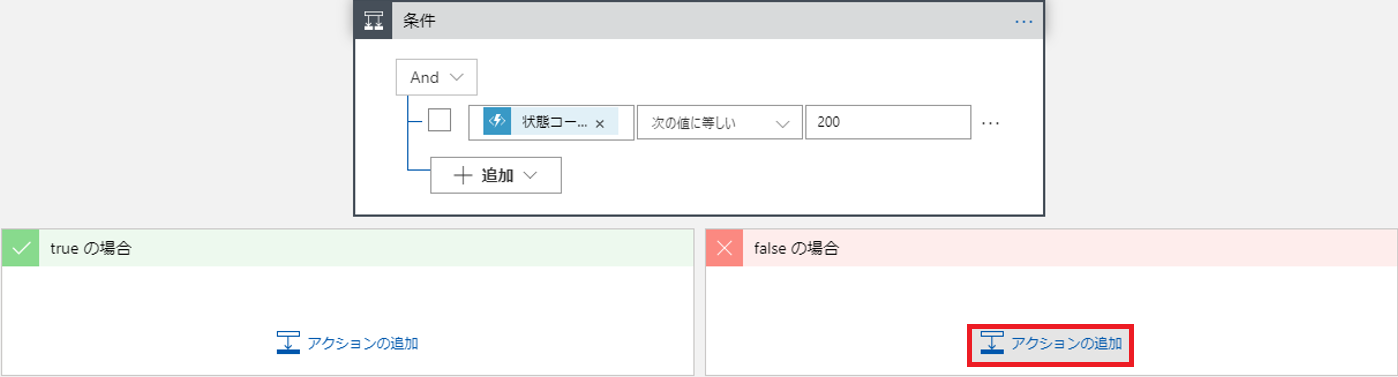 条件
...
And
状態コー... ×
次の値に等しい
200
...
+ 追加
true の場合
false の場合
アクションの追加
アクションの追加